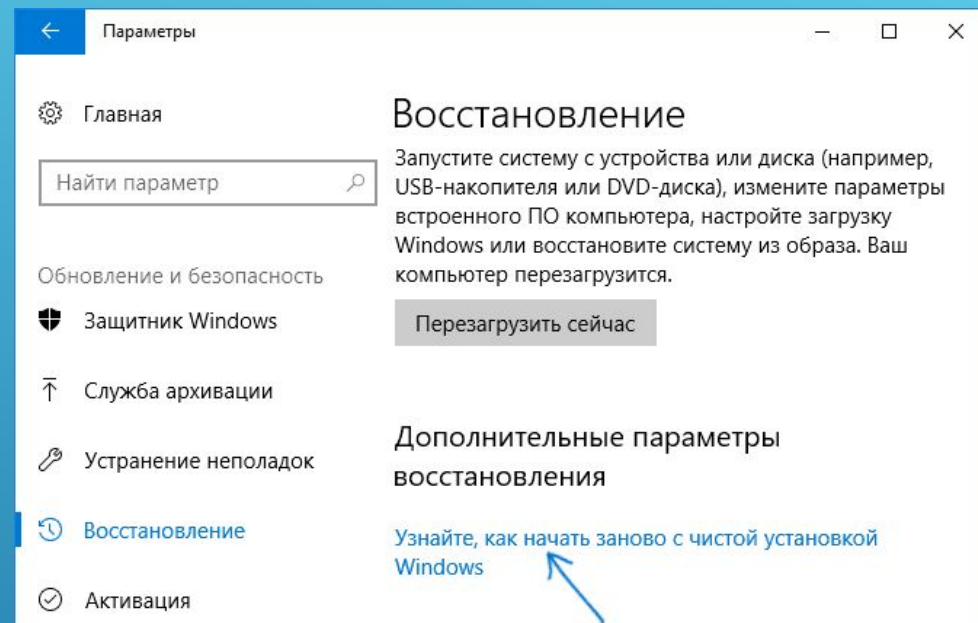 Параметры
Главная
Найти параметр
Обновление и безопасность
Защитник Windows
Служба архивации
Устранение неполадок
Восстановление
Активация
Восстановление
Запустите систему с устройства или диска (например,
USB-накопителя или DVD-диска), измените параметры
встроенного ПО компьютера, настройте загрузку
Windows или восстановите систему из образа. Ваш
компьютер перезагрузится.
Перезагрузить сейчас
Дополнительные параметры
восстановления
Узнайте, как начать заново с чистой установкой
Windows